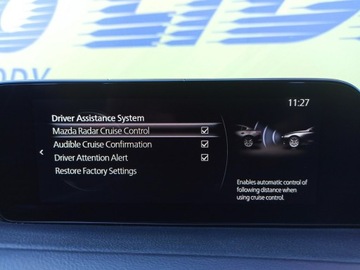 11:27
Driver Assistance System
Mazda Radar Cruise Control
Audible Cruise Confirmation
Driver Attention Alert
Restore Factory Settings
Enables automatic control of
following distance when
using cruise control.